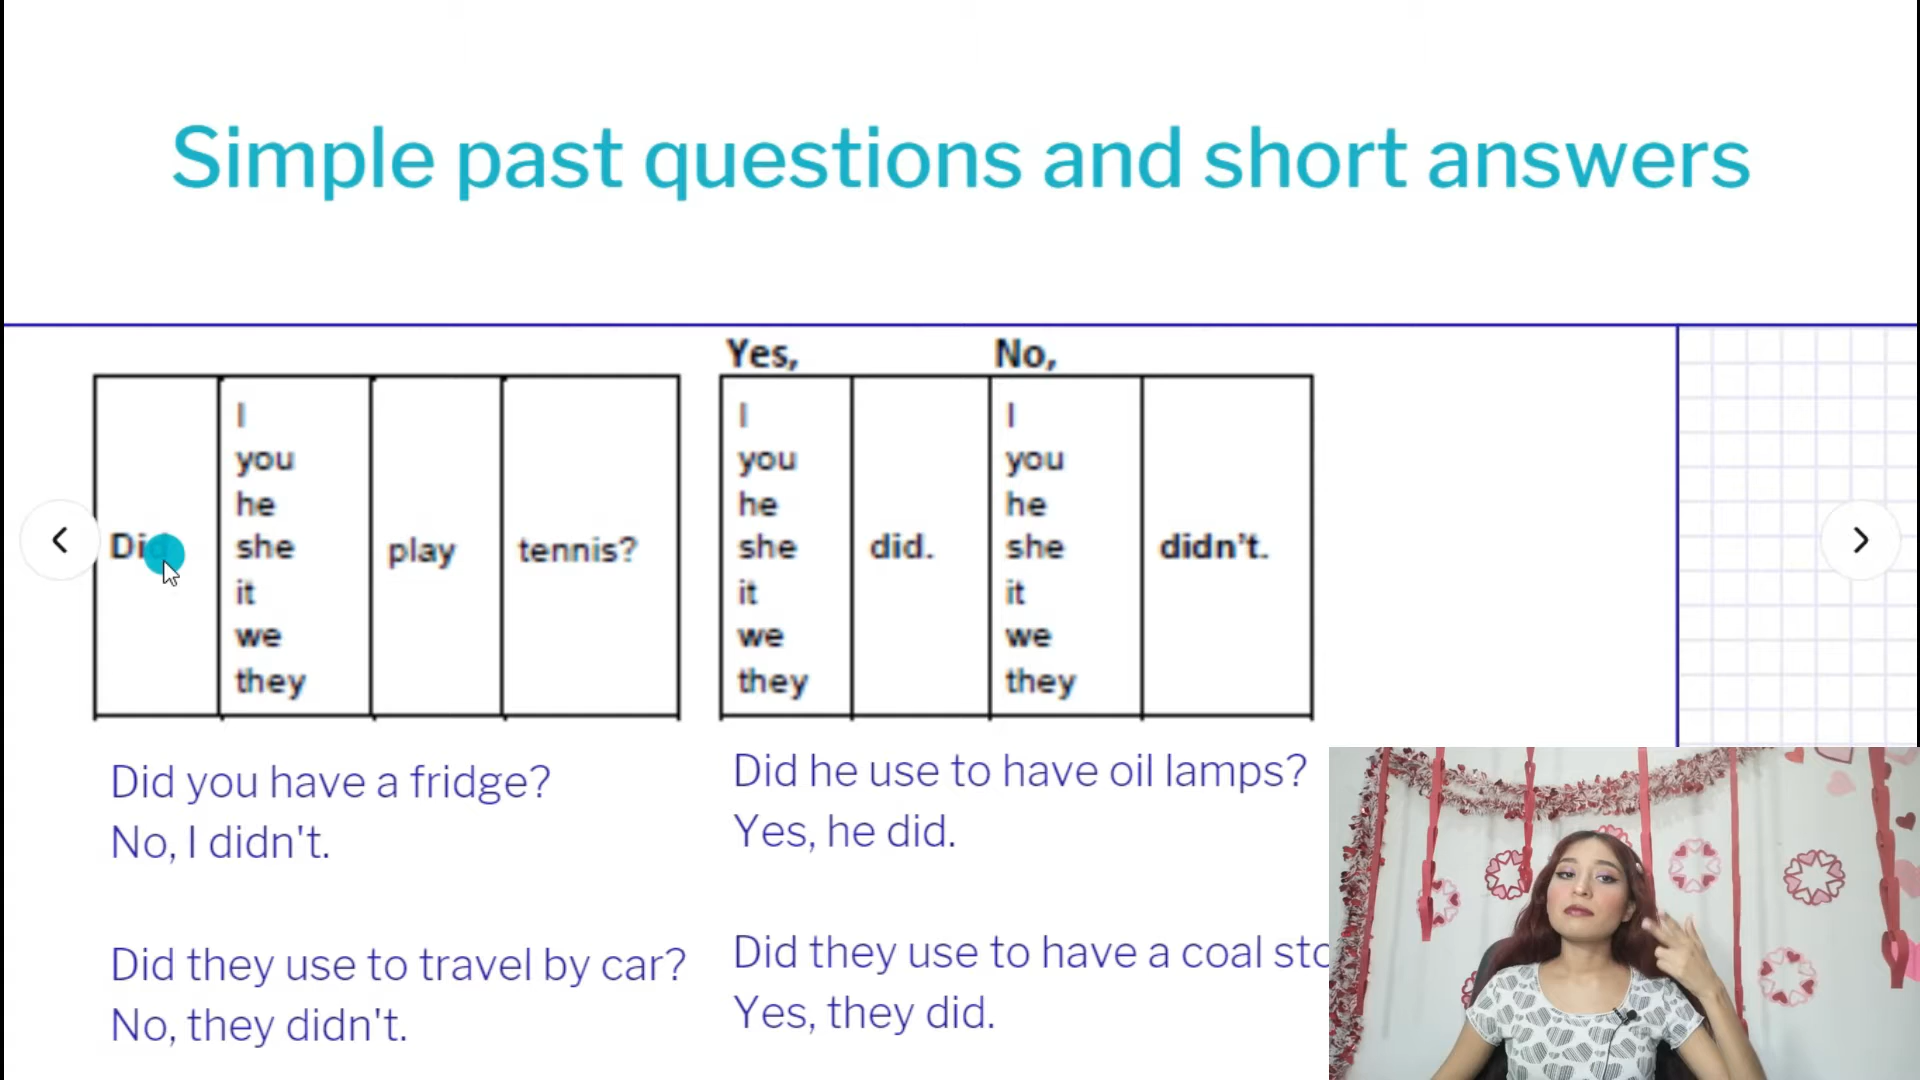 Simple past questions and short answers
Yes,
No,
I
you
he
she
it
we
they
play
tennis?
I
you
he
she
it
we
they
did.
I
you
he
she
it
we
they
didn't.
Did you have a fridge?
No, I didn't.
Did they use to travel by car?
No, they didn't.
Did he use to have oil lamps?
Yes, he did.
Did they use to have a coal
Yes, they did.